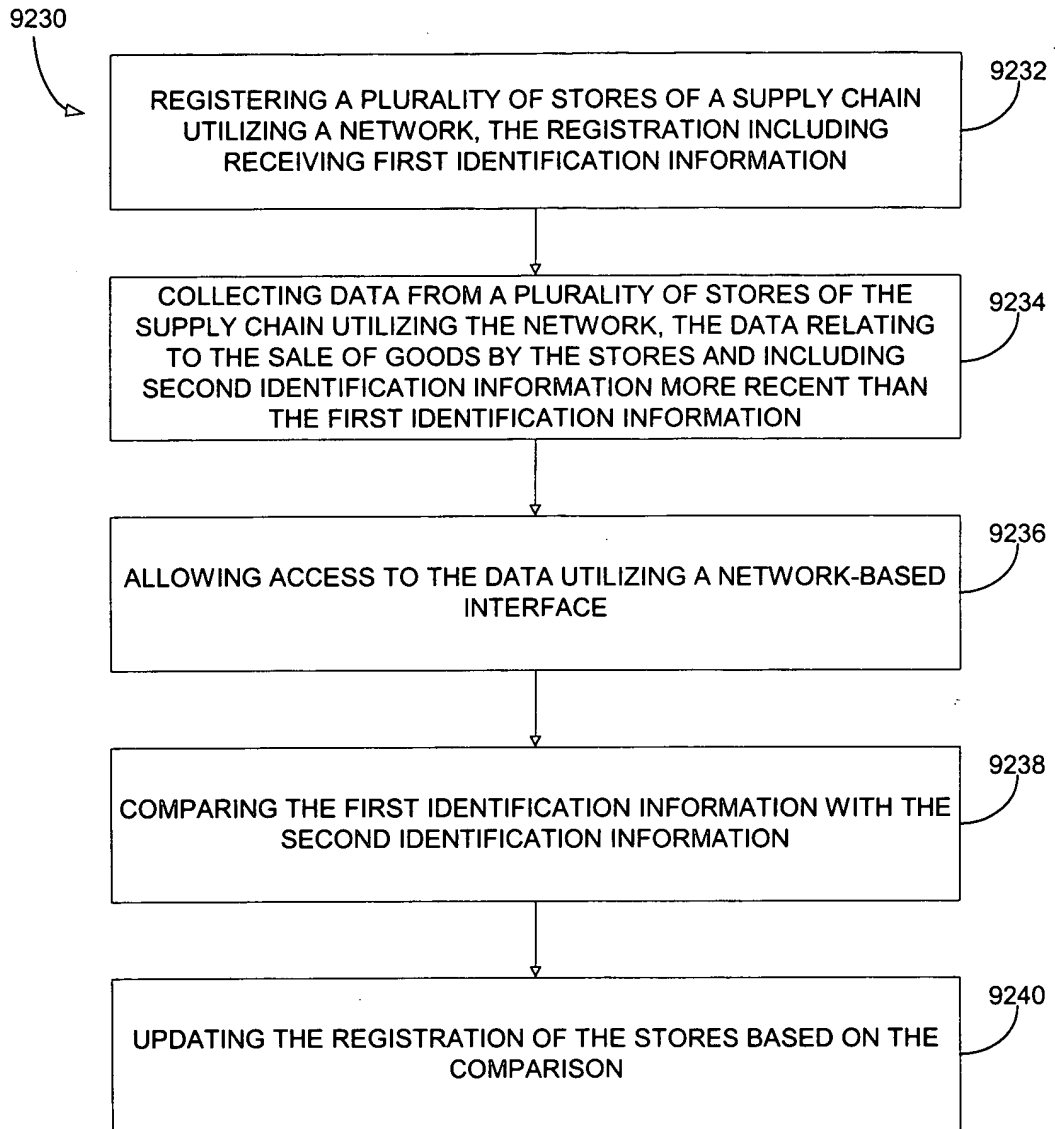 9230
9232
REGISTERING A PLURALITY OF STORES OF A SUPPLY CHAIN
UTILIZING A NETWORK, THE REGISTRATION INCLUDING
RECEIVING FIRST IDENTIFICATION INFORMATION
9234
COLLECTING DATA FROM A PLURALITY OF STORES OF THE
SUPPLY CHAIN UTILIZING THE NETWORK, THE DATA RELATING
TO THE SALE OF GOODS BY THE STORES AND INCLUDING
SECOND IDENTIFICATION INFORMATION MORE RECENT THAN
THE FIRST IDENTIFICATION INFORMATION
9236
ALLOWING ACCESS TO THE DATA UTILIZING A NETWORK-BASED
INTERFACE
9238
COMPARING THE FIRST IDENTIFICATION INFORMATION WITH THE
SECOND IDENTIFICATION INFORMATION
9240
UPDATING THE REGISTRATION OF THE STORES BASED ON THE
COMPARISON